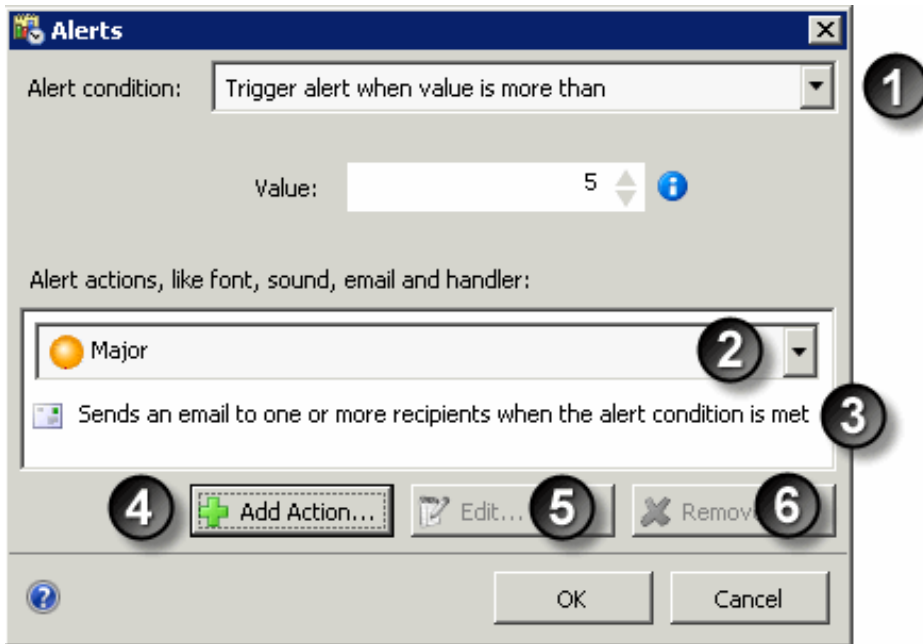 Alerts
Alert condition: Trigger alert when value is more than
1
Value: 5
Alert actions, like font, sound, email and handler:
Major 2
Sends an email to one or more recipients when the alert condition is met 3
4 Add Action... Edit... 5 Remove 6
OK Cancel